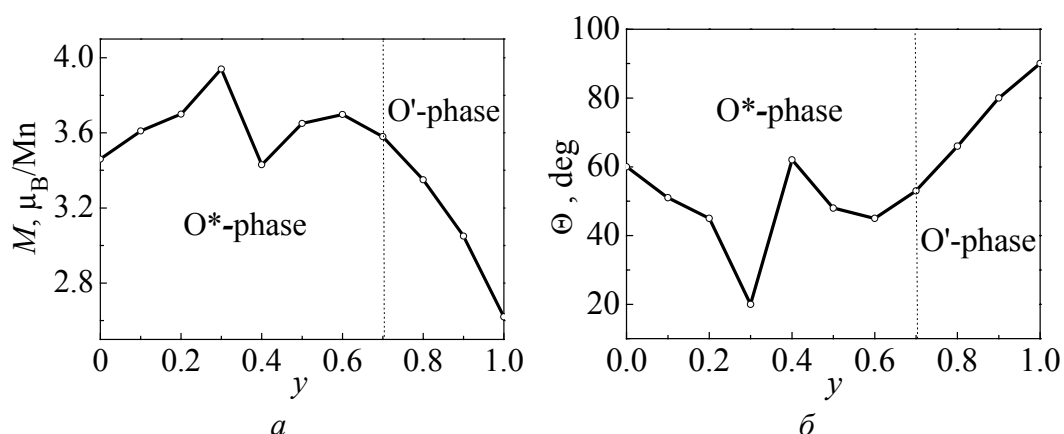 4.0
3.6
3.2
2.8
M, μB/Mn
O'-phase
O*-phase
0 0.2 0.4 0.6 0.8 1.0
y
а
100
80
60
40
20
Θ , deg
O*-phase
O'-phase
0.0 0.2 0.4 0.6 0.8 1.0
y
б